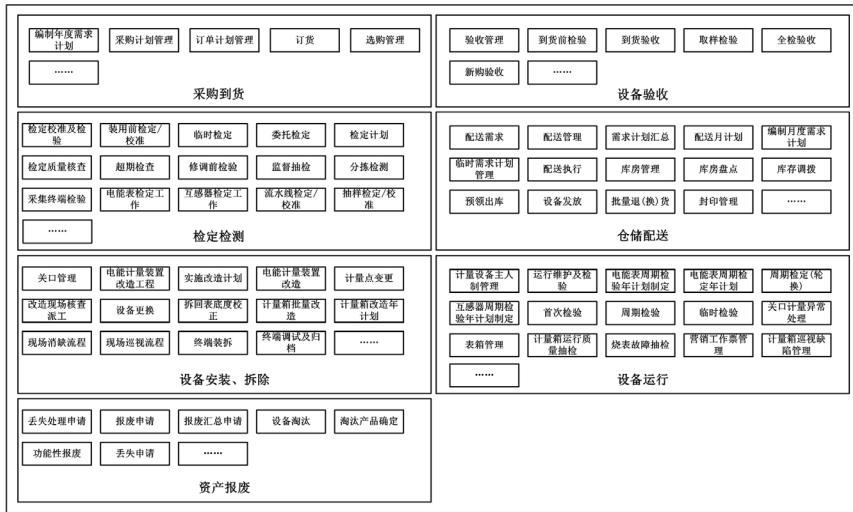 编制年度需求
计划
采购计划管理
订单计划管理
订货
选购管理
……
采购到货
验收管理
到货前检验
到货验收
取样检验
全检验收
新购验收
……
设备验收
检定校准及检
验
装用前检定/
校准
临时检定
委托检定
检定计划
检定质量核查
超期检查
修调前检验
监督抽检
分拣检测
采集终端检验
电能表检定工
作
互感器检定工
作
流水线检定/
校准
抽样检定/校
准
……
检定检测
配送需求
配送管理
需求计划汇总
配送月计划
编制月度需求
计划
临时需求计划
管理
配送执行
库房管理
库房盘点
库存调拨
预领出库
设备发放
批量退(换)货
封印管理
……
仓储配送
关口管理
电能计量装置
改造工程
实施改造计划
电能计量装置
改造
计量点变更
改造现场核查
派工
设备更换
拆回表底度校
正
计量箱批量改
造
计量箱改造年
计划
现场消缺流程
现场巡视流程
终端装拆
终端调试及归
档
……
设备安装、拆除
计量设备主人
制管理
运行维护及检
验
电能表周期检
验年计划制定
电能表周期检
定年计划
周期检定(轮
换)
互感器周期检
验年计划制定
首次检验
周期检验
临时检验
关口计量异常
处理
表箱管理
计量箱运行质
量抽检
烧表故障抽检
营销工作票管
理
计量箱巡视缺
陷管理
……
设备运行
丢失处理申请
报废申请
报废汇总申请
设备淘汰
淘汰产品确定
功能性报废
丢失申请
……
资产报废